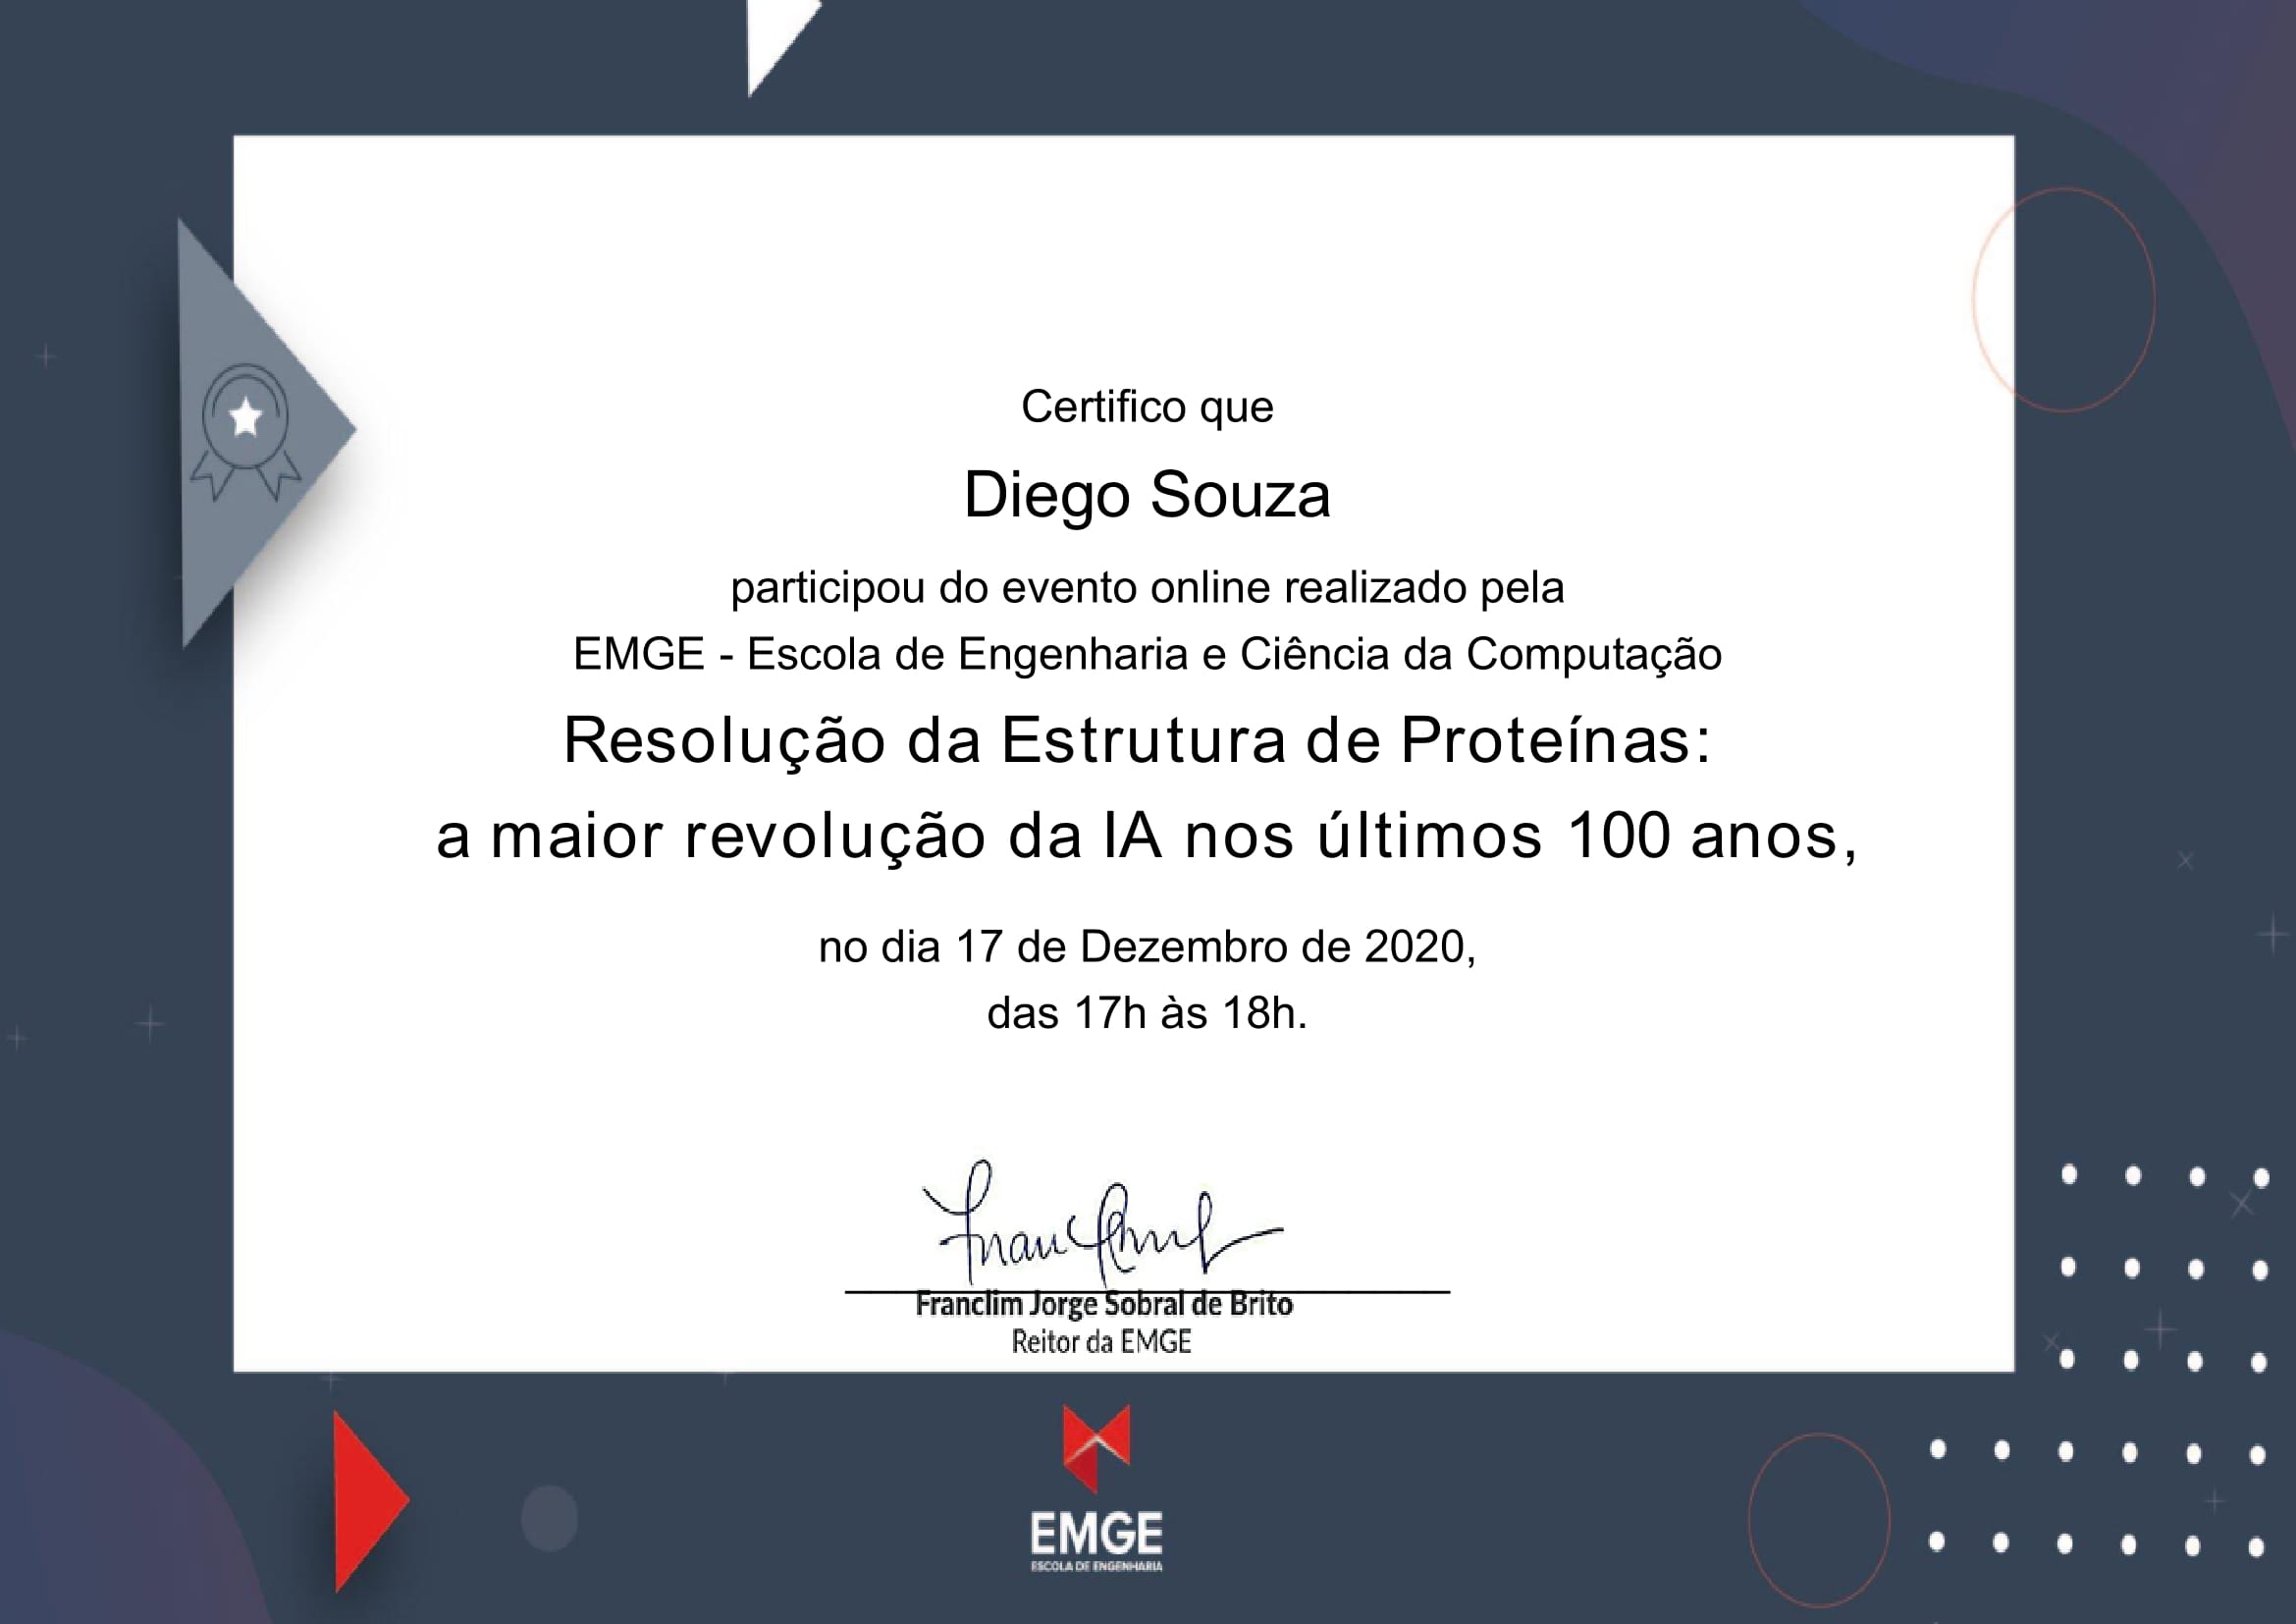 Certifico que
Diego Souza
participou do evento online realizado pela
EMGE - Escola de Engenharia e Ciência da Computação
Resolução da Estrutura de Proteínas:
a maior revolução da IA nos últimos 100 anos,
no dia 17 de Dezembro de 2020,
das 17h às 18h.
Franclim Jorge Sobral de Brito
Reitor da EMGE
EMGE
ESCOLA DE ENGENHARIA